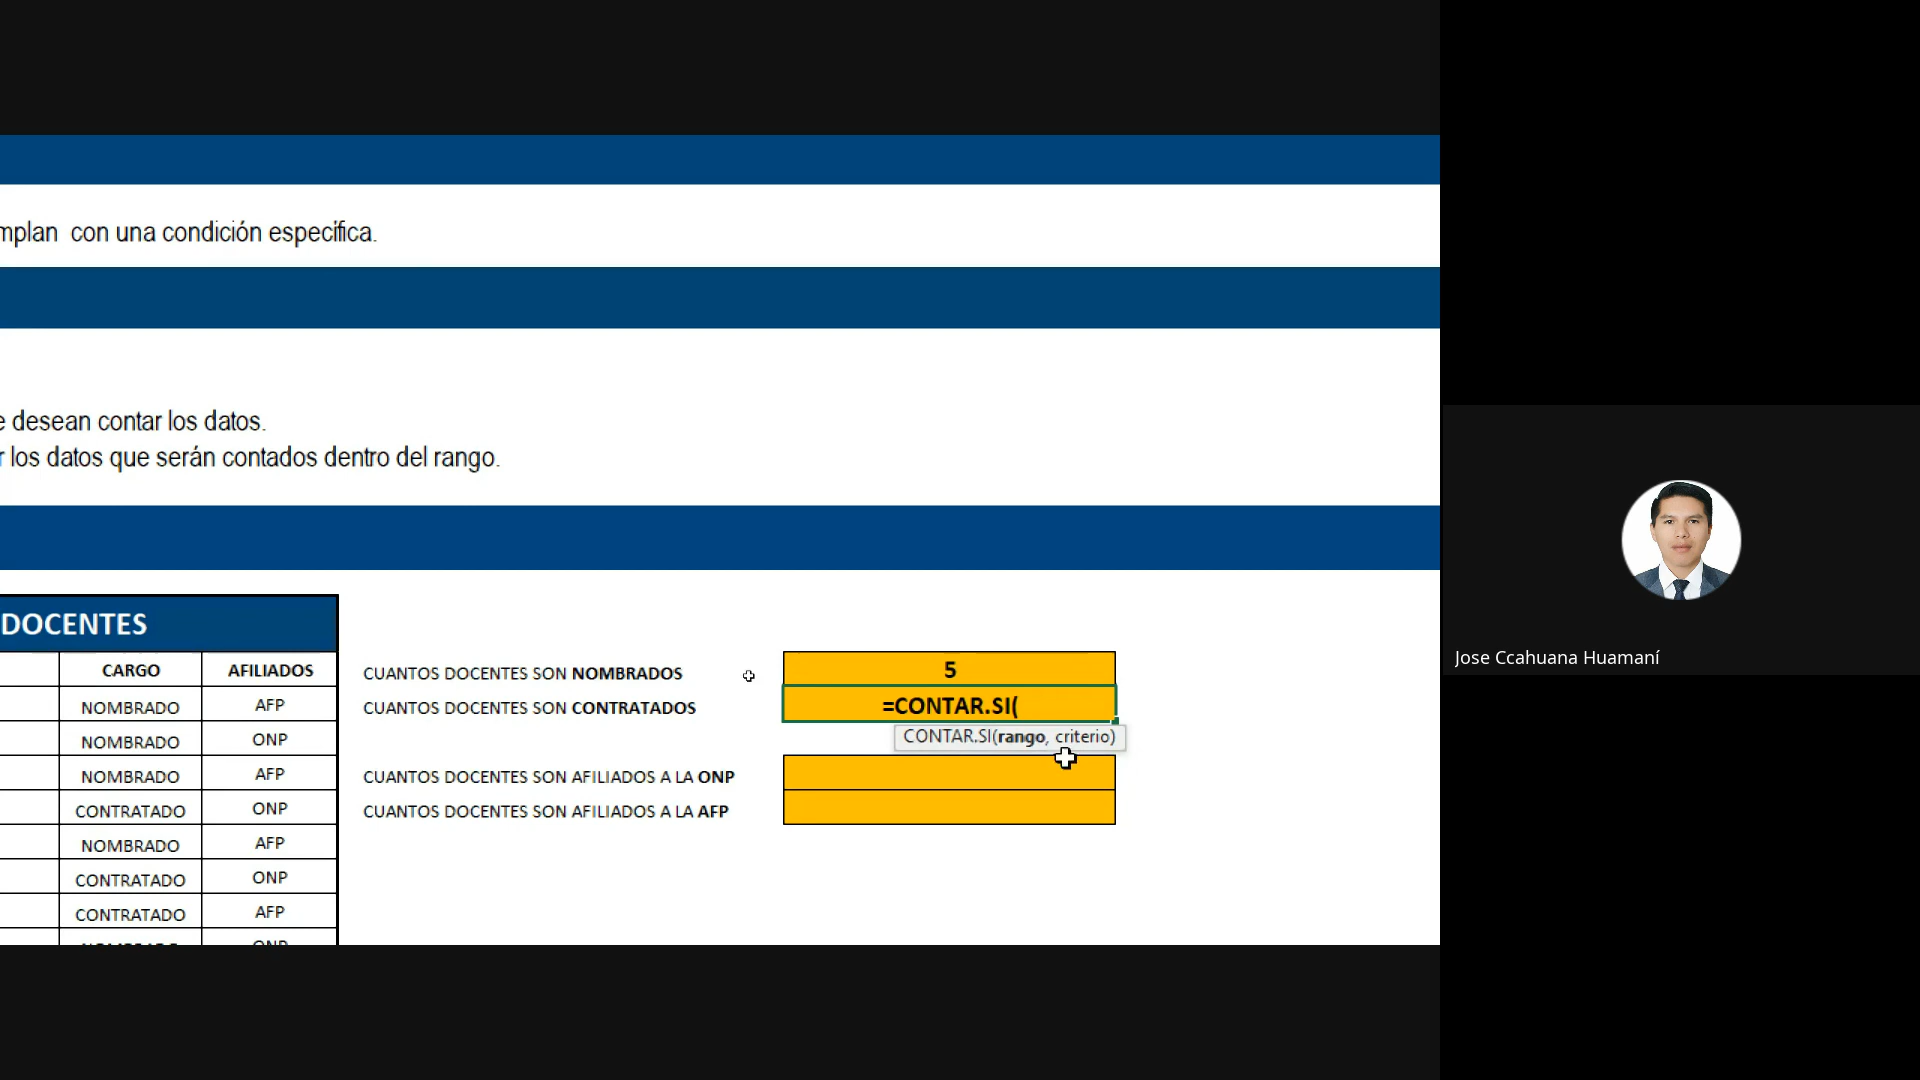 mplan con una condición específica.
e desean contar los datos.
r los datos que serán contados dentro del rango.
DOCENTES
CARGO AFILIADOS
NOMBRADO AFP
NOMBRADO ONP
NOMBRADO AFP
CONTRATADO ONP
NOMBRADO AFP
CONTRATADO ONP
CONTRATADO AFP
NOMBRADO ONP
CUANTOS DOCENTES SON NOMBRADOS 5
CUANTOS DOCENTES SON CONTRATADOS =CONTAR.SI(
CONTAR.SI(rango, criterio)
CUANTOS DOCENTES SON AFILIADOS A LA ONP
CUANTOS DOCENTES SON AFILIADOS A LA AFP
Jose Ccahuana Huamaní